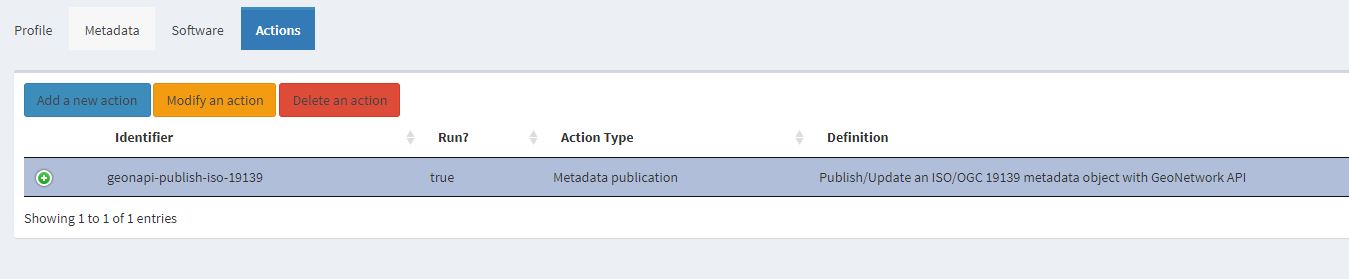 Profile Metadata Software Actions
Add a new action Modify an action Delete an action
Identifier Run? Action Type Definition
geonapi-publish-iso-19139 true Metadata publication Publish/Update an ISO/OGC 19139 metadata object with GeoNetwork API
Showing 1 to 1 of 1 entries